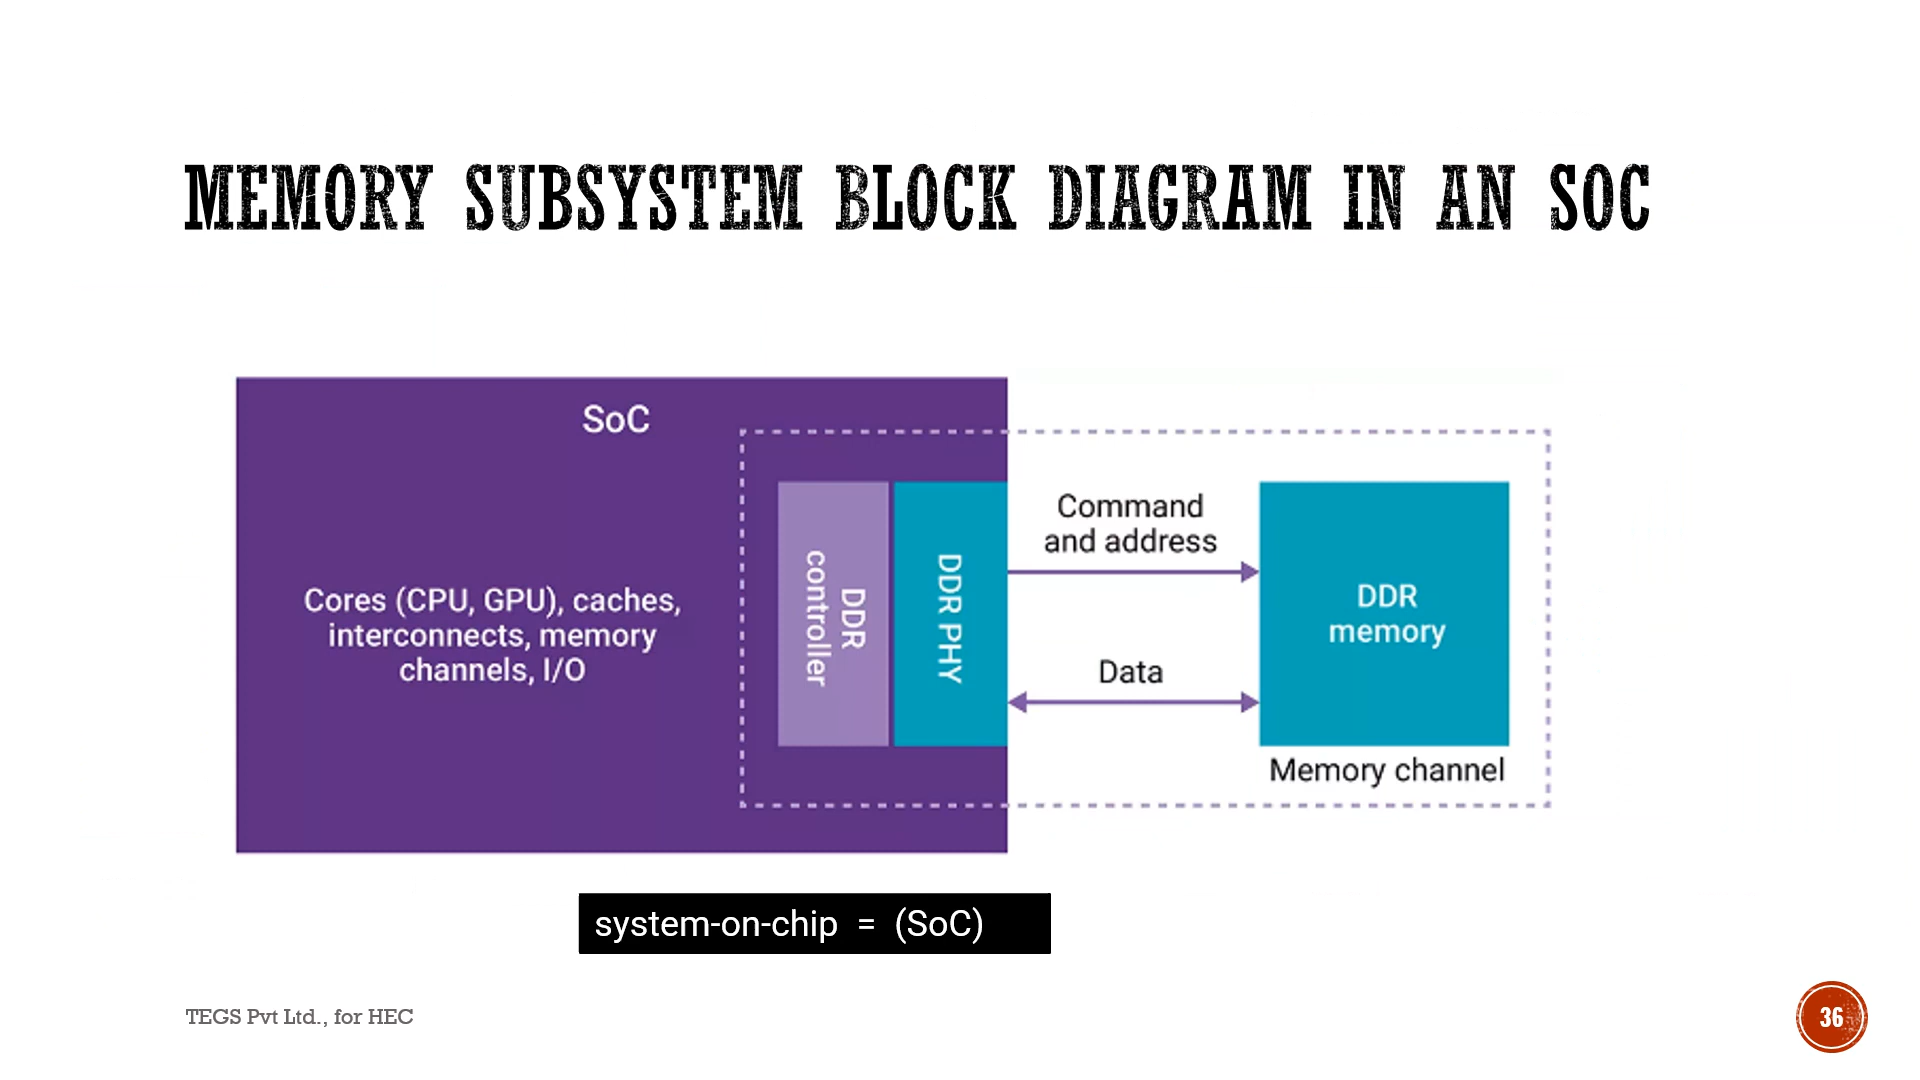 MEMORY SUBSYSTEM BLOCK DIAGRAM IN AN SOC
SoC
Cores (CPU, GPU), caches,
interconnects, memory
channels, I/O
DDR
controller
DDR PHY
Command
and address
Data
DDR
memory
Memory channel
system-on-chip = (SoC)
TEGS Pvt Ltd., for HEC
36